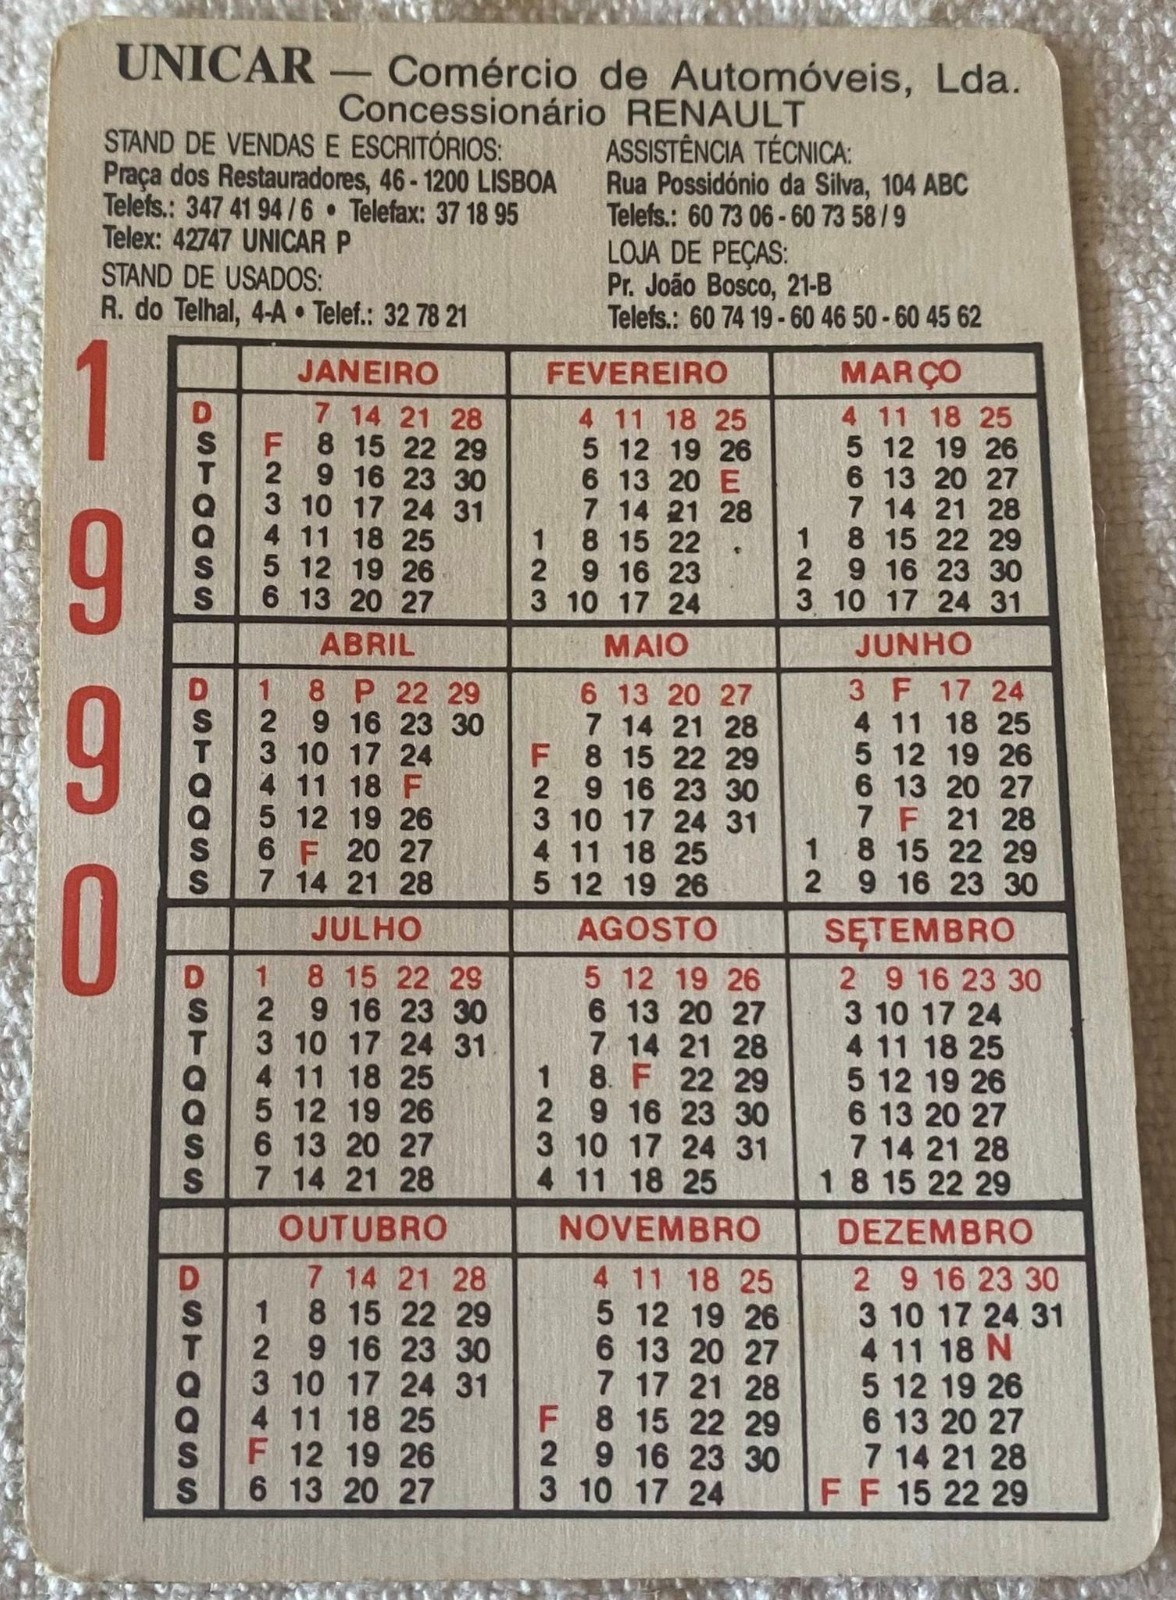 UNICAR — Comércio de Automóveis, Lda.
Concessionário RENAULT
STAND DE VENDAS E ESCRITÓRIOS:
Praça dos Restauradores, 46 - 1200 LISBOA
Telefs.: 347 41 94 / 6 • Telefax: 37 18 95
Telex: 42747 UNICAR P
STAND DE USADOS:
R. do Telhal, 4-A • Telef.: 32 78 21
ASSISTÊNCIA TÉCNICA:
Rua Possidónio da Silva, 104 ABC
Telefs.: 60 73 06 - 60 73 58 / 9
LOJA DE PEÇAS:
Pr. João Bosco, 21-B
Telefs.: 60 74 19 - 60 46 50 - 60 45 62
1990
JANEIRO FEVEREIRO MARÇO
D 7 14 21 28 4 11 18 25 4 11 18 25
S F 8 15 22 29 5 12 19 26 5 12 19 26
T 2 9 16 23 30 6 13 20 E 6 13 20 27
Q 3 10 17 24 31 7 14 21 28 7 14 21 28
Q 4 11 18 25 1 8 15 22 1 8 15 22 29
S 5 12 19 26 2 9 16 23 2 9 16 23 30
S 6 13 20 27 3 10 17 24 3 10 17 24 31
ABRIL MAIO JUNHO
D 1 8 P 22 29 6 13 20 27 3 F 17 24
S 2 9 16 23 30 7 14 21 28 4 11 18 25
T 3 10 17 24 F 8 15 22 29 5 12 19 26
Q 4 11 18 F 2 9 16 23 30 6 13 20 27
Q 5 12 19 26 3 10 17 24 31 7 F 21 28
S 6 F 20 27 4 11 18 25 1 8 15 22 29
S 7 14 21 28 5 12 19 26 2 9 16 23 30
JULHO AGOSTO SETEMBRO
D 1 8 15 22 29 5 12 19 26 2 9 16 23 30
S 2 9 16 23 30 6 13 20 27 3 10 17 24
T 3 10 17 24 31 7 14 21 28 4 11 18 25
Q 4 11 18 25 1 8 F 22 29 5 12 19 26
Q 5 12 19 26 2 9 16 23 30 6 13 20 27
S 6 13 20 27 3 10 17 24 31 7 14 21 28
S 7 14 21 28 4 11 18 25 1 8 15 22 29
OUTUBRO NOVEMBRO DEZEMBRO
D 7 14 21 28 4 11 18 25 2 9 16 23 30
S 1 8 15 22 29 5 12 19 26 3 10 17 24 31
T 2 9 16 23 30 6 13 20 27 4 11 18 N
Q 3 10 17 24 31 7 17 21 28 5 12 19 26
Q 4 11 18 25 F 8 15 22 29 6 13 20 27
S F 12 19 26 2 9 16 23 30 7 14 21 28
S 6 13 20 27 3 10 17 24 F F 15 22 29